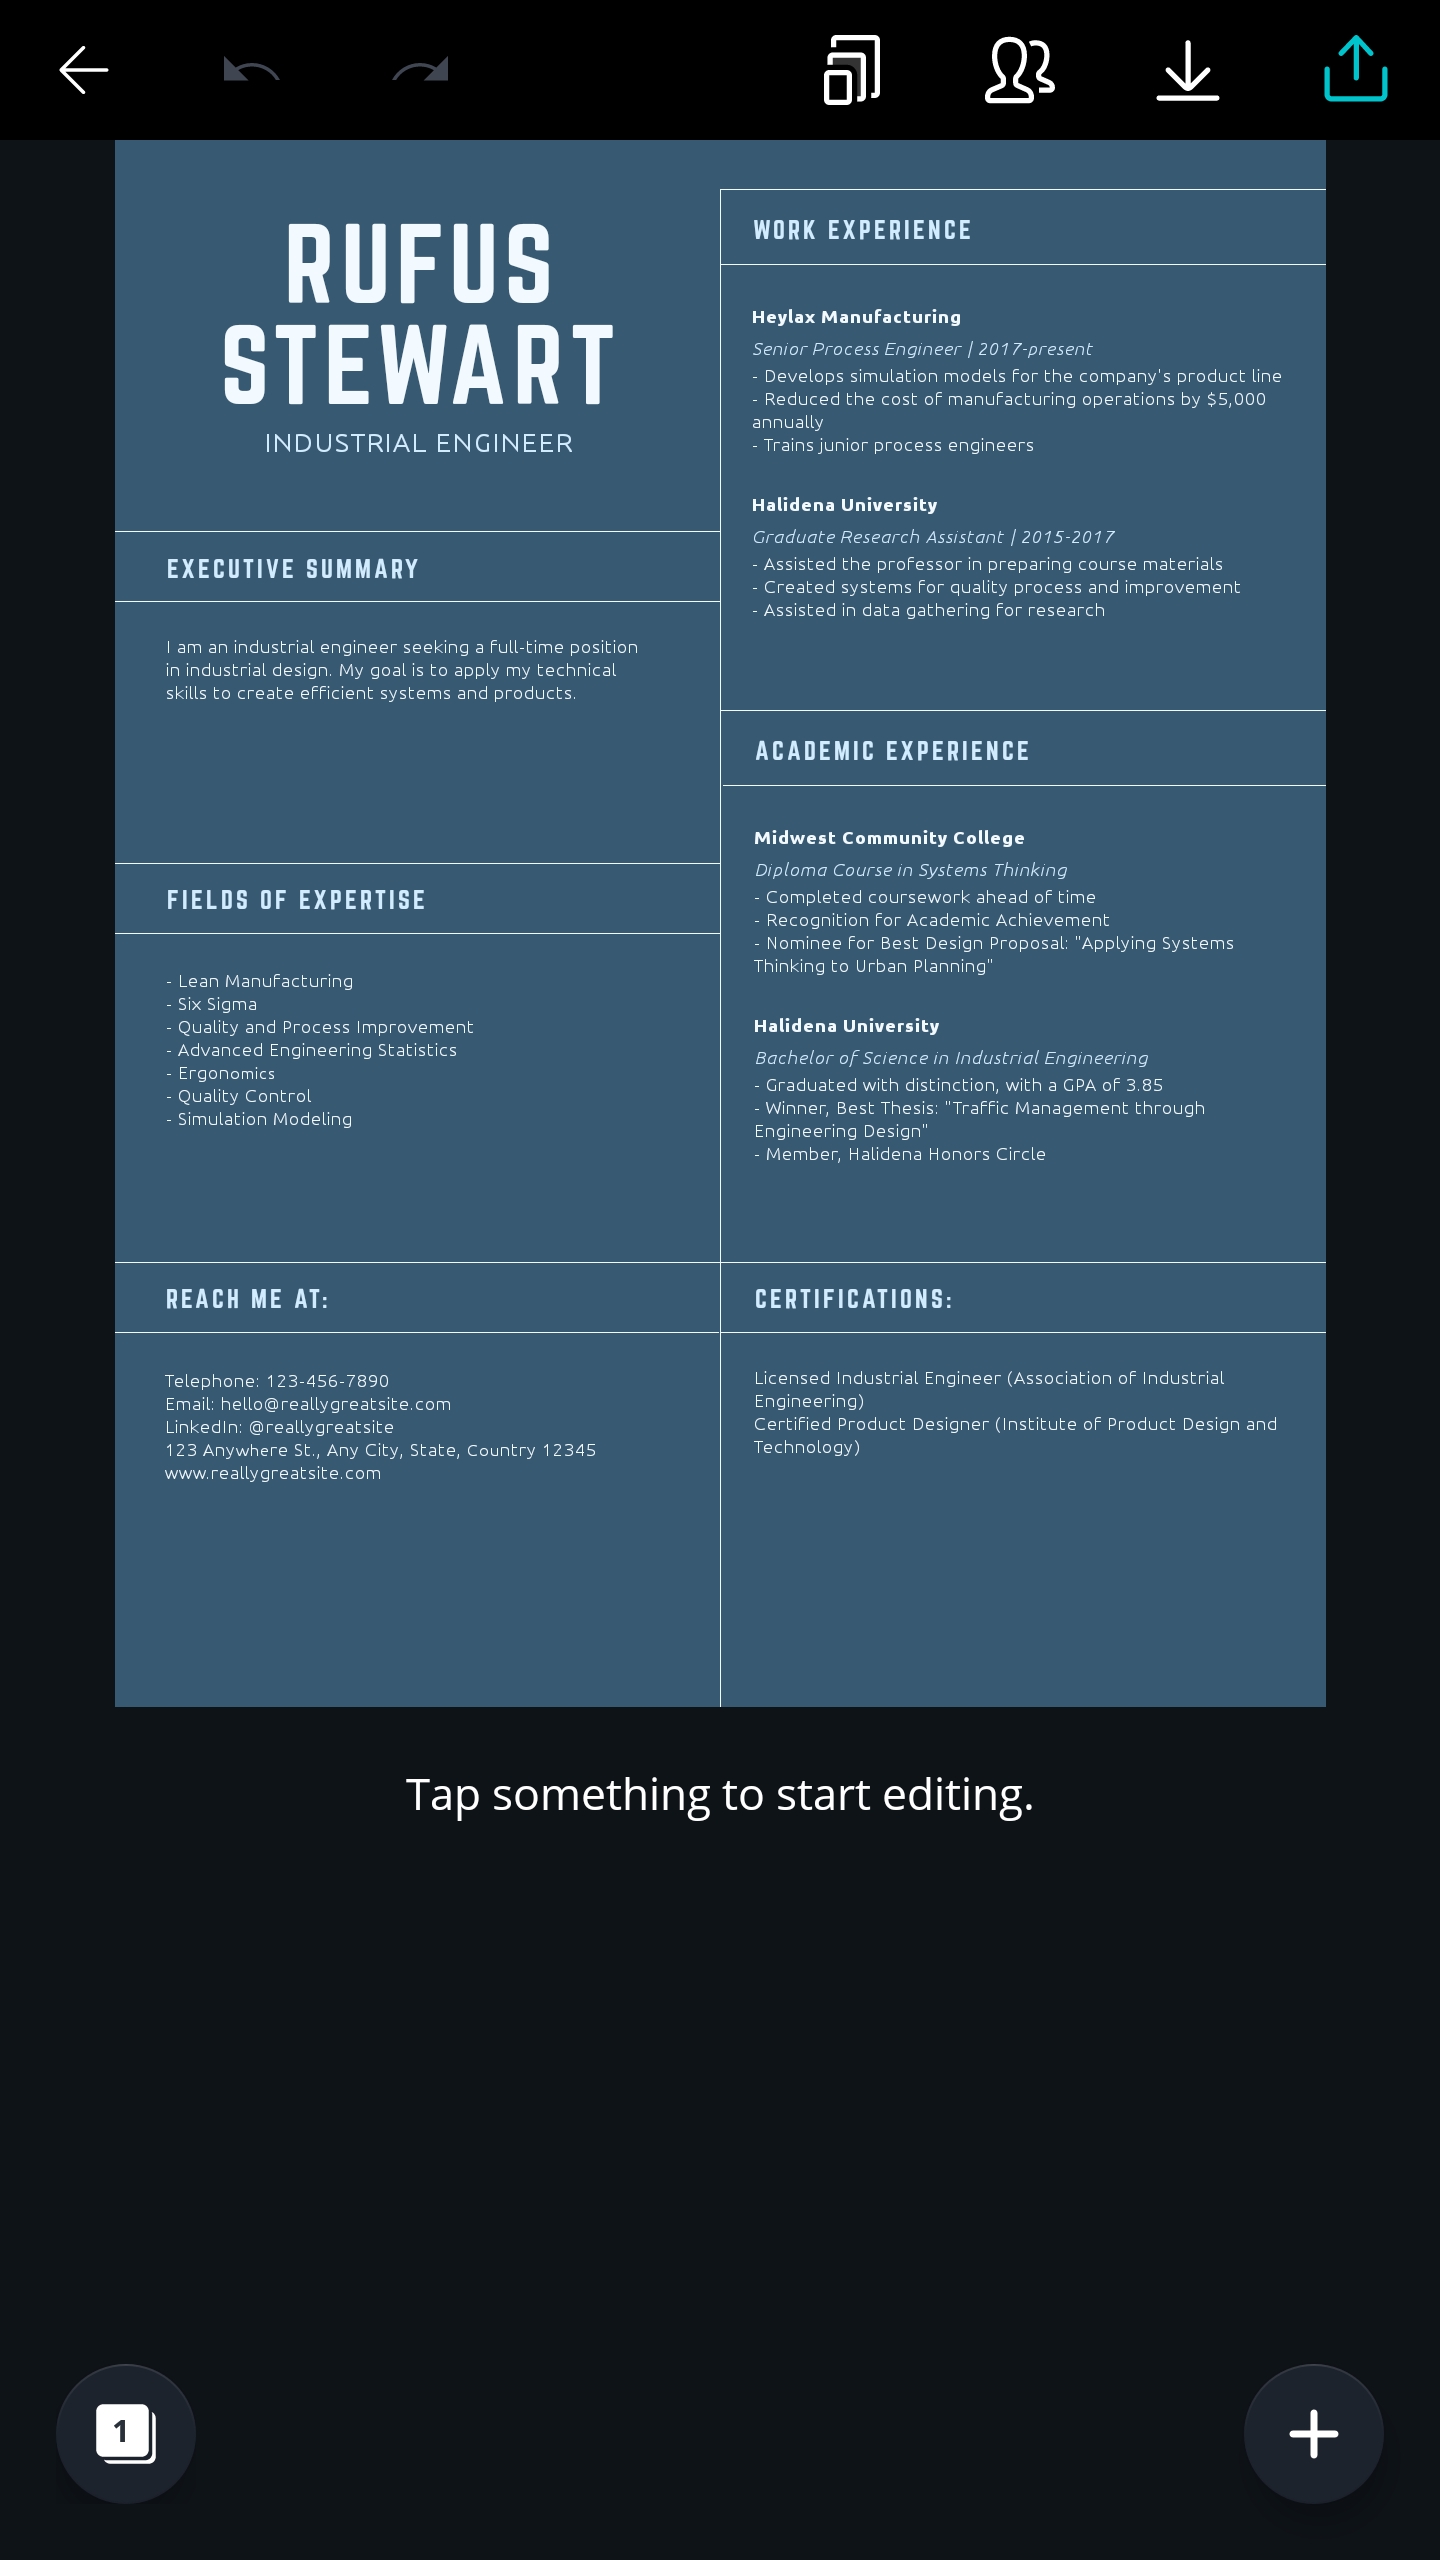 RUFUS
STEWART
INDUSTRIAL ENGINEER
EXECUTIVE SUMMARY
I am an industrial engineer seeking a full-time position
in industrial design. My goal is to apply my technical
skills to create efficient systems and products.
FIELDS OF EXPERTISE
- Lean Manufacturing
- Six Sigma
- Quality and Process Improvement
- Advanced Engineering Statistics
- Ergonomics
- Quality Control
- Simulation Modeling
REACH ME AT:
Telephone: 123-456-7890
Email: hello@reallygreatsite.com
LinkedIn: @reallygreatsite
123 Anywhere St., Any City, State, Country 12345
www.reallygreatsite.com
WORK EXPERIENCE
Heylax Manufacturing
Senior Process Engineer | 2017-present
- Develops simulation models for the company's product line
- Reduced the cost of manufacturing operations by $5,000
annually
- Trains junior process engineers
Halidena University
Graduate Research Assistant | 2015-2017
- Assisted the professor in preparing course materials
- Created systems for quality process and improvement
- Assisted in data gathering for research
ACADEMIC EXPERIENCE
Midwest Community College
Diploma Course in Systems Thinking
- Completed coursework ahead of time
- Recognition for Academic Achievement
- Nominee for Best Design Proposal: "Applying Systems
Thinking to Urban Planning"
Halidena University
Bachelor of Science in Industrial Engineering
- Graduated with distinction, with a GPA of 3.85
- Winner, Best Thesis: "Traffic Management through
Engineering Design"
- Member, Halidena Honors Circle
CERTIFICATIONS:
Licensed Industrial Engineer (Association of Industrial
Engineering)
Certified Product Designer (Institute of Product Design and
Technology)
Tap something to start editing.
1